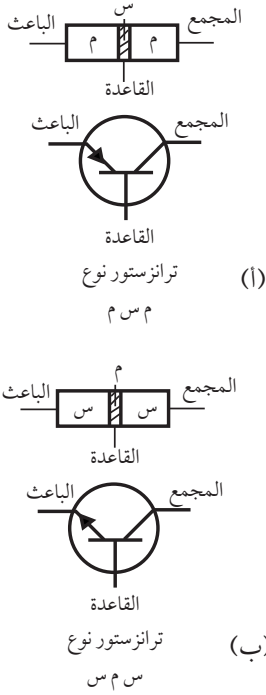 س
المجمع الباعث
م م
القاعدة
المجمع الباعث
القاعدة
ترانزستور نوع
(أ)
م س م
م
المجمع الباعث
س س
القاعدة
المجمع الباعث
القاعدة
ترانزستور نوع
(ب)
س م س